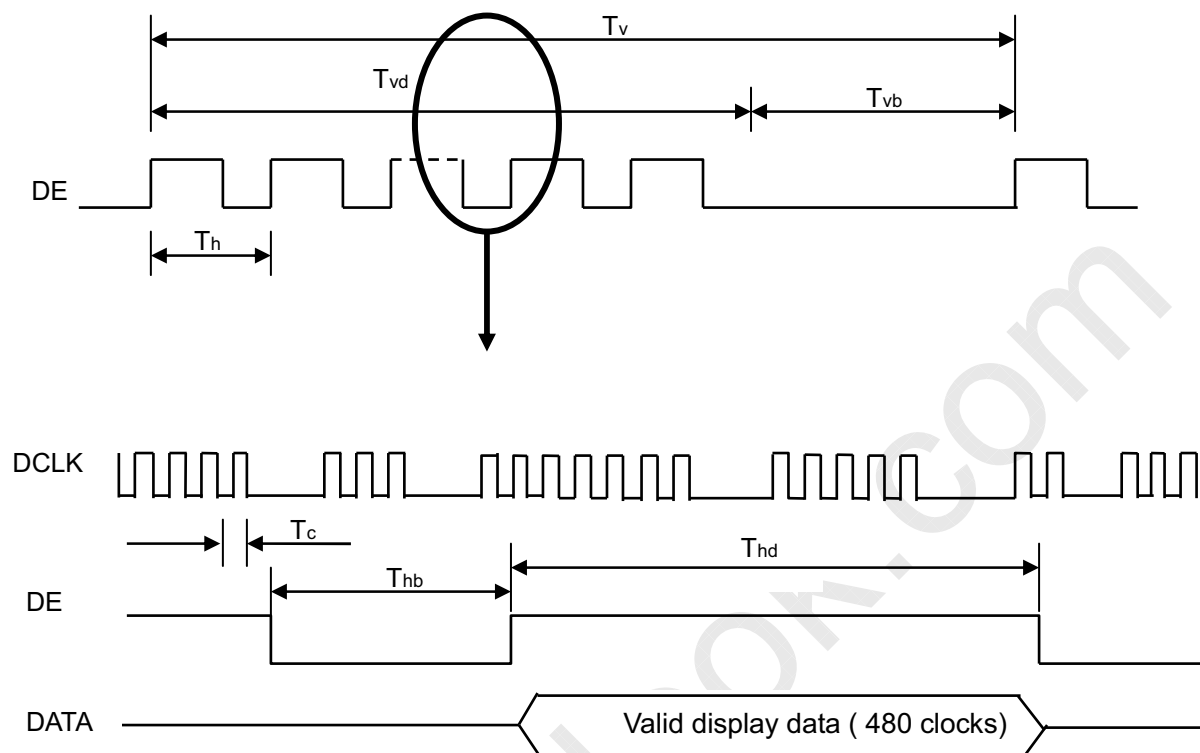 Tv
Tvd
Tvb
DE
Th
DCLK
Tc
Thd
Thb
DE
DATA
Valid display data ( 480 clocks)